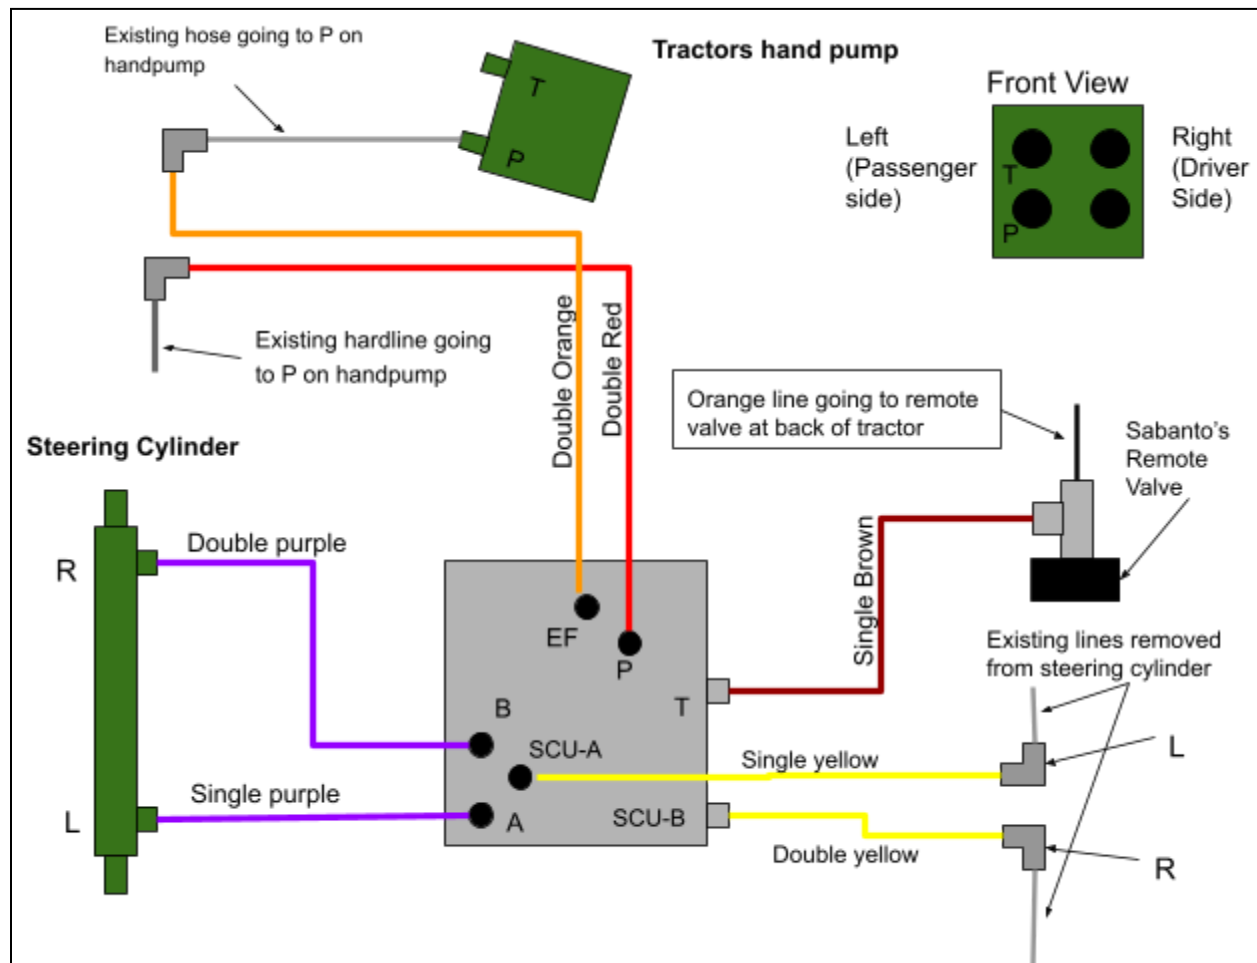 Existing hose going to P on
handpump
Tractors hand pump
T
P
Front View
Left
(Passenger
side)
T
P
Right
(Driver
Side)
Existing hardline going
to P on handpump
Double Orange
Double Red
Orange line going to remote
valve at back of tractor
Sabanto's
Remote
Valve
Steering Cylinder
R
Double purple
Single purple
L
EF
P
B
T
SCU-A
A
SCU-B
Single Brown
Existing lines removed
from steering cylinder
Single yellow
L
Double yellow
R